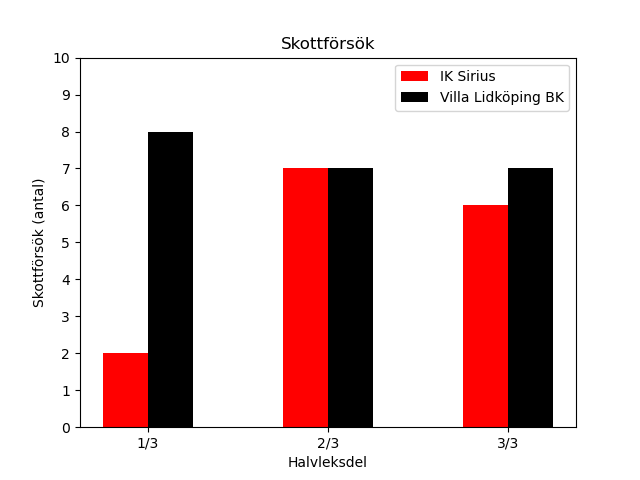 Skottförsök
IK Sirius
Villa Lidköping BK
Skottförsök (antal)
10
9
8
7
6
5
4
3
2
1
0
1/3
2/3
3/3
Halvleksdel